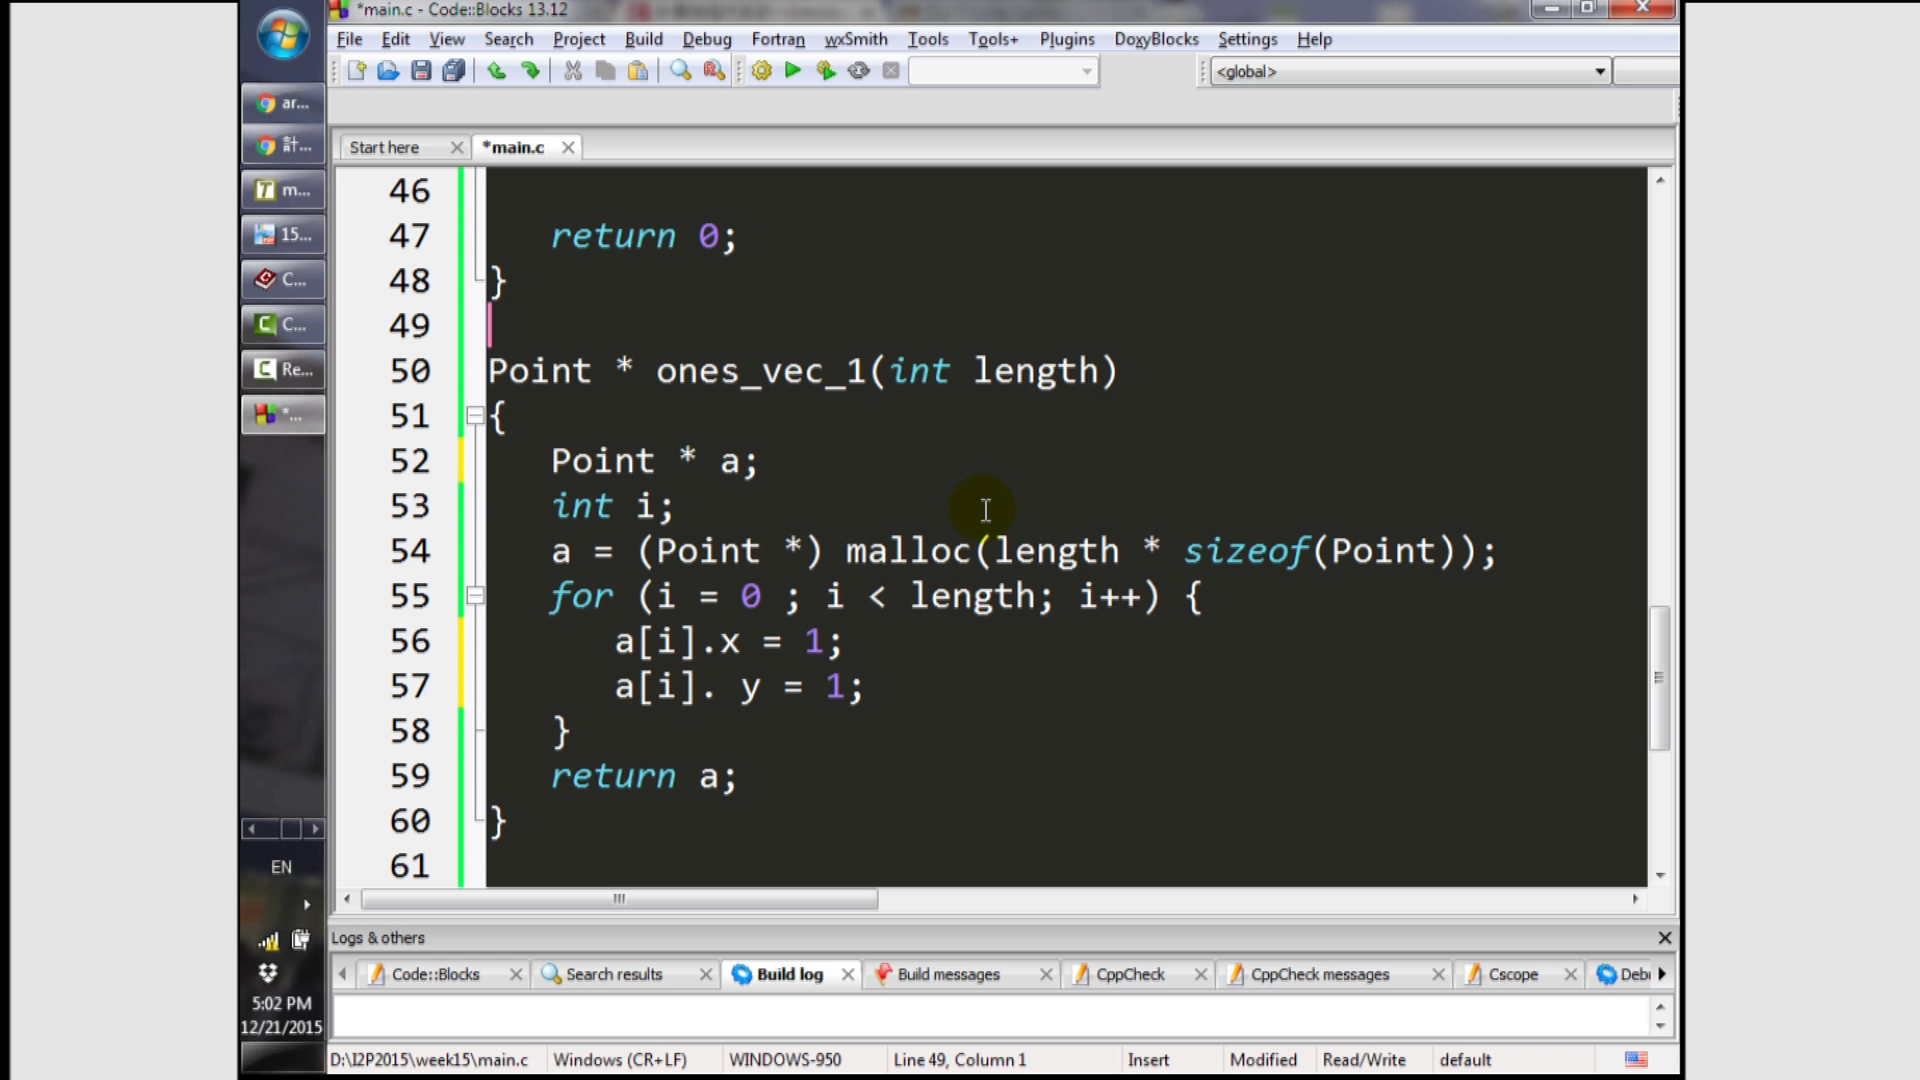 *main.c - Code::Blocks 13.12
File Edit View Search Project Build Debug Fortran wxSmith Tools Tools+ Plugins DoxyBlocks Settings Help
<global>
Start here *main.c
46
47 return 0;
48 }
49
50 Point * ones_vec_1(int length)
51 {
52 Point * a;
53 int i;
54 a = (Point *) malloc(length * sizeof(Point));
55 for (i = 0 ; i < length; i++) {
56 a[i].x = 1;
57 a[i]. y = 1;
58 }
59 return a;
60 }
61
Logs & others
Code::Blocks Search results Build log Build messages CppCheck CppCheck messages Cscope Debu
D:\I2P2015\week15\main.c Windows (CR+LF) WINDOWS-950 Line 49, Column 1 Insert Modified Read/Write default
ar...
計...
m...
15...
C...
C...
Re...
*...
EN
5:02 PM
12/21/2015